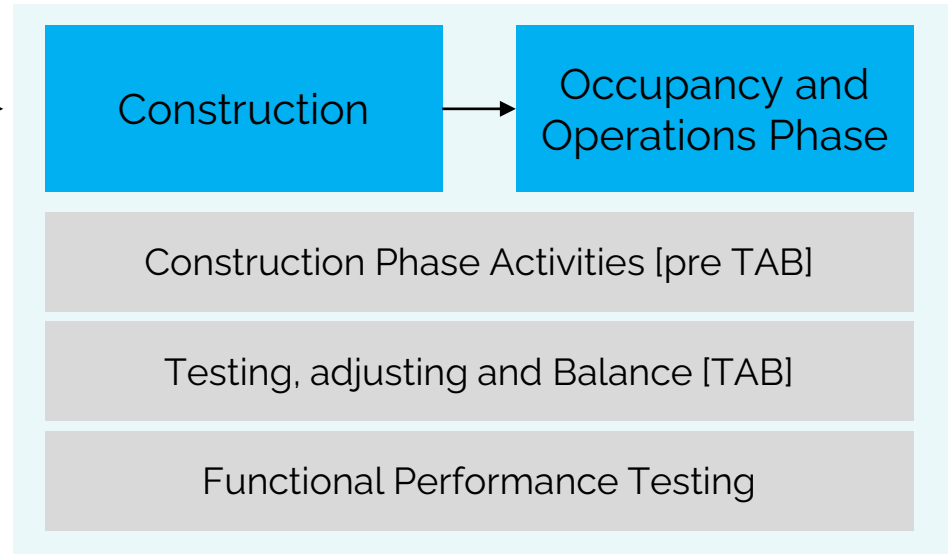 Construction
Occupancy and
Operations Phase
Construction Phase Activities [pre TAB]
Testing, adjusting and Balance [TAB]
Functional Performance Testing